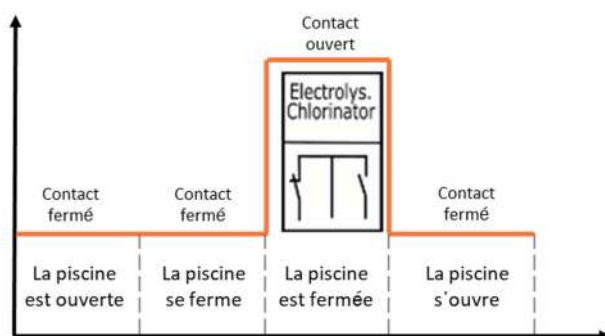 Contact
ouvert
Electrolys.
Chlorinator
Contact
fermé
Contact
fermé
Contact
fermé
La piscine
est ouverte
La piscine
se ferme
La piscine
est fermée
La piscine
s'ouvre